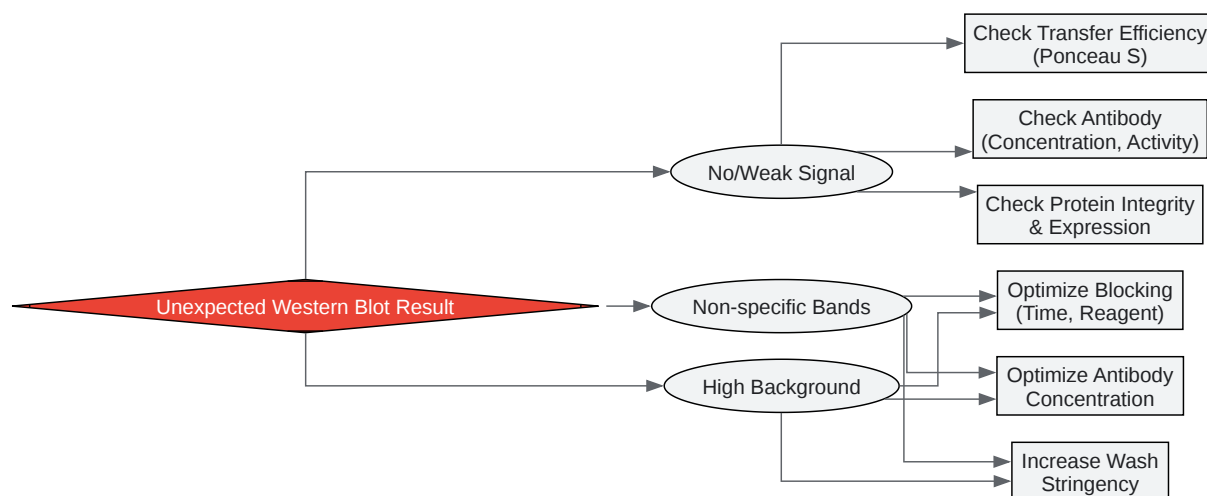 Check Transfer Efficiency
(Ponceau S)
Check Antibody
(Concentration, Activity)
No/Weak Signal
Check Protein Integrity
& Expression
Unexpected Western Blot Result
Non-specific Bands
Optimize Blocking
(Time, Reagent)
High Background
Optimize Antibody
Concentration
Increase Wash
Stringency